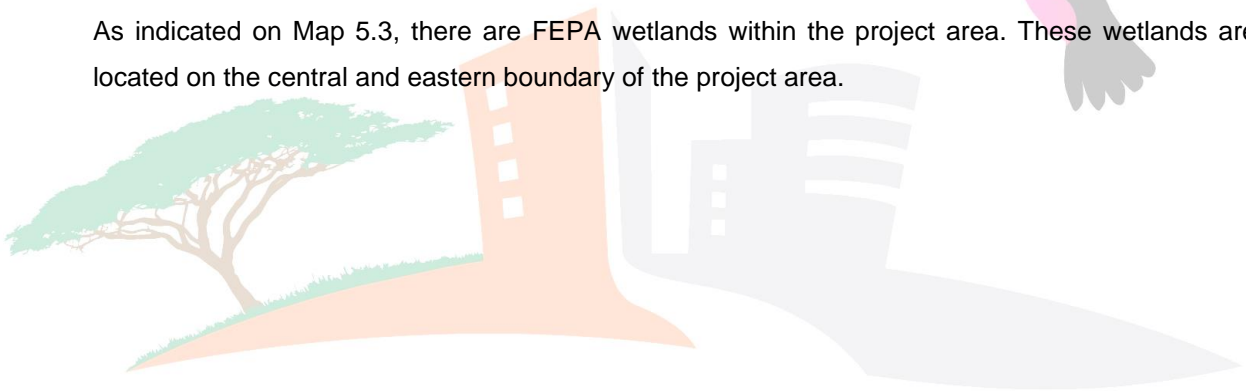 As indicated on Map 5.3, there are FEPA wetlands within the project area. These wetlands are
located on the central and eastern boundary of the project area.